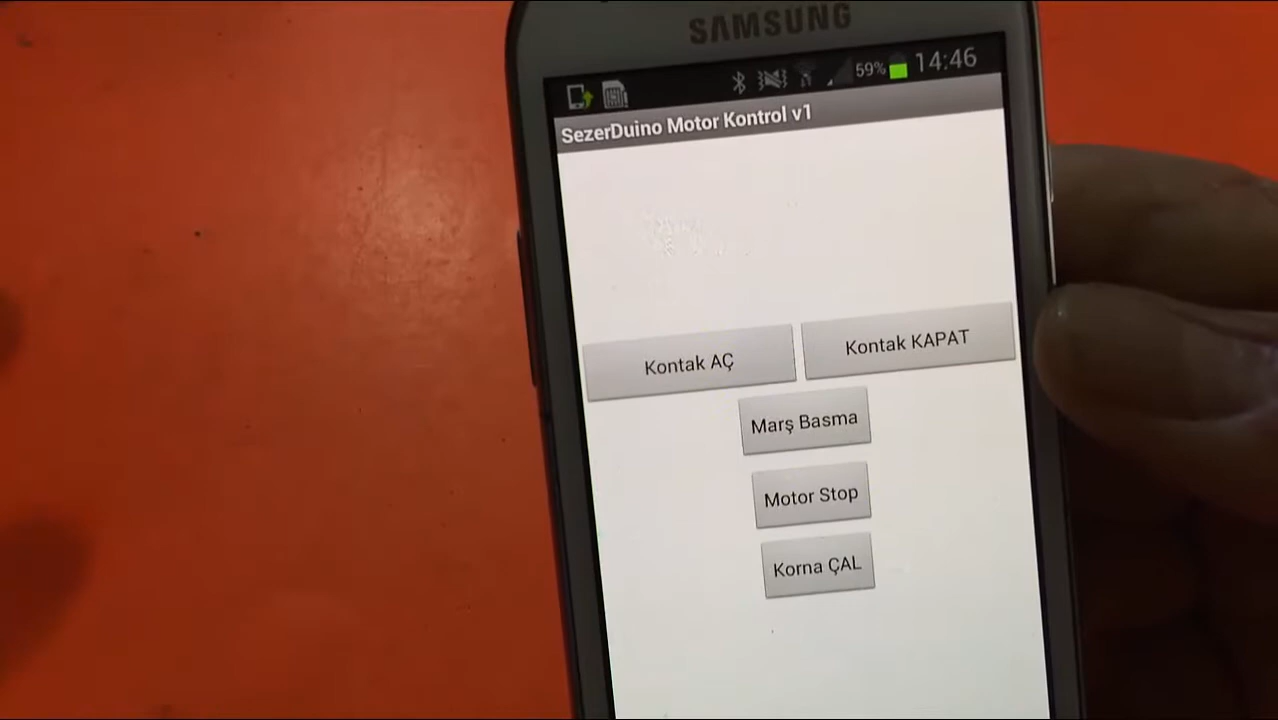 SAMSUNG
59% 14:46
SezerDuino Motor Kontrol v1
Kontak AÇ
Kontak KAPAT
Marş Basma
Motor Stop
Korna ÇAL